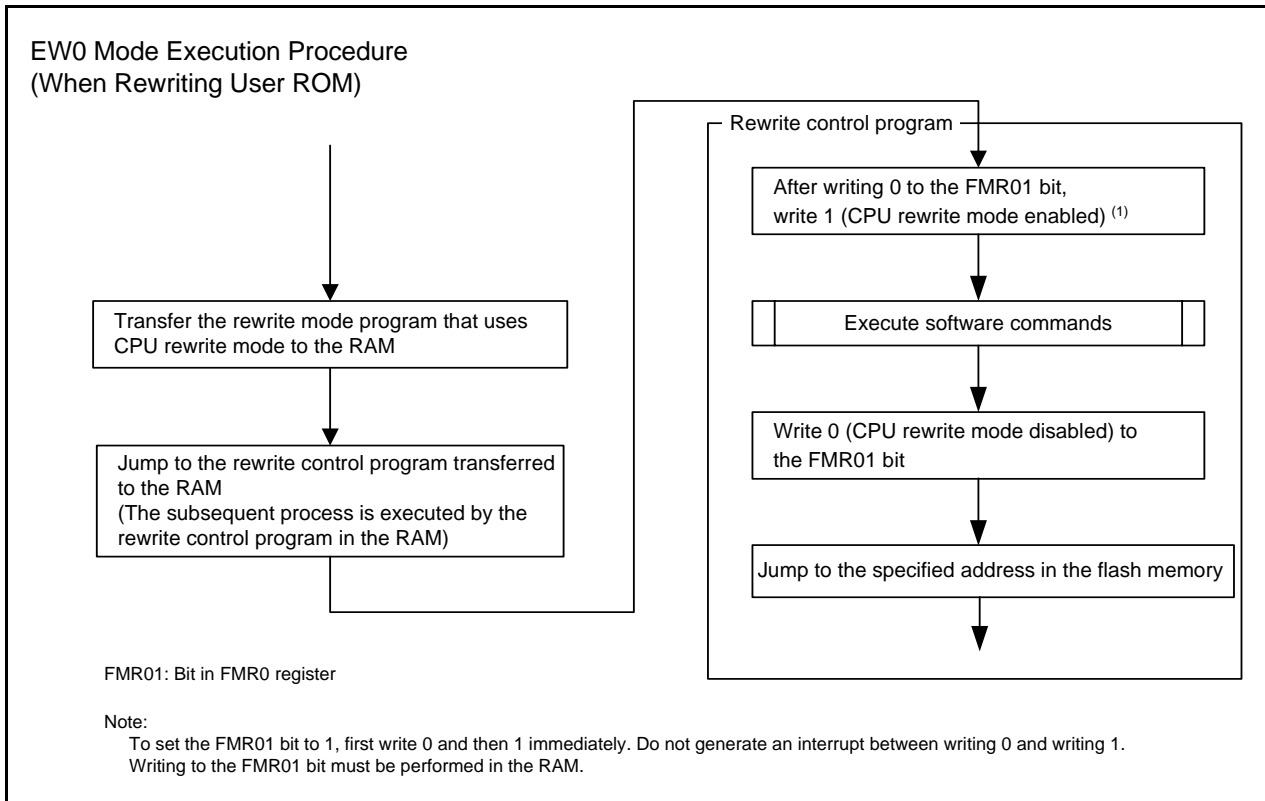 EW0 Mode Execution Procedure
(When Rewriting User ROM)
Transfer the rewrite mode program that uses
CPU rewrite mode to the RAM
Jump to the rewrite control program transferred
to the RAM
(The subsequent process is executed by the
rewrite control program in the RAM)
Rewrite control program
After writing 0 to the FMR01 bit,
write 1 (CPU rewrite mode enabled) (1)
Execute software commands
Write 0 (CPU rewrite mode disabled) to
the FMR01 bit
Jump to the specified address in the flash memory
FMR01: Bit in FMR0 register
Note:
To set the FMR01 bit to 1, first write 0 and then 1 immediately. Do not generate an interrupt between writing 0 and writing 1.
Writing to the FMR01 bit must be performed in the RAM.